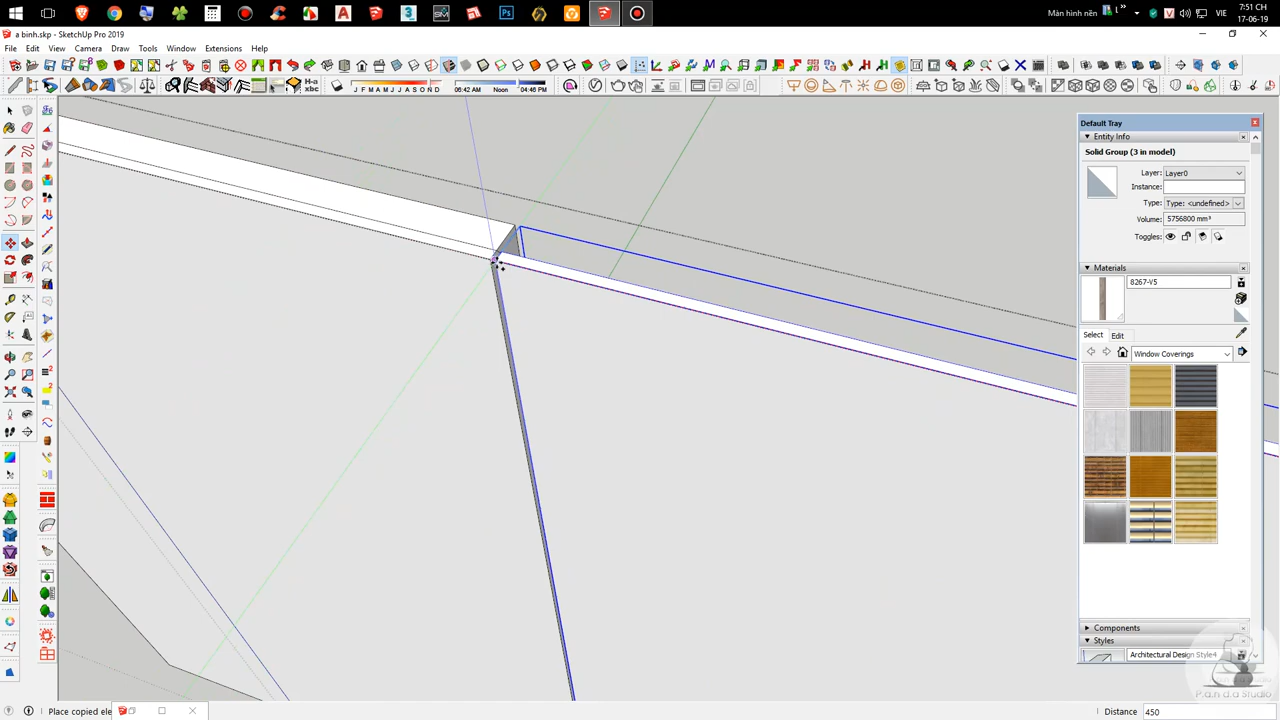 Màn hình nền
VIE
7:51 CH
17-06-19
a binh.skp - SketchUp Pro 2019
File Edit View Camera Draw Tools Window Extensions Help
J F M A M J J A S O N D
06:42 AM Noon 04:46 PM
H-a
xbc
Default Tray
Entity Info
Solid Group (3 in model)
Layer: Layer0
Instance:
Type: Type: <undefined>
Volume: 5756800 mm³
Toggles:
Materials
8267-V5
Select Edit
Window Coverings
Components
Styles
Architectural Design Style4
P.a.n.d.a Studio
Place copied ele
Distance 450